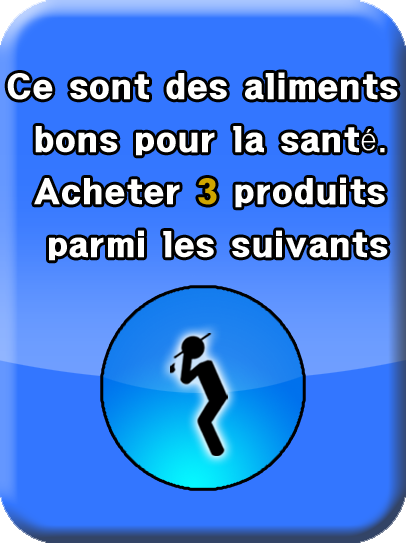 Ce sont des aliments
bons pour la santé.
Acheter 3 produits
parmi les suivants